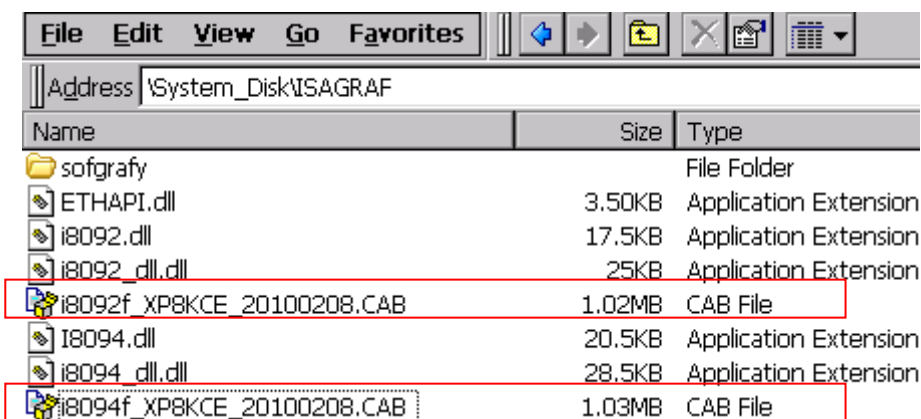 File Edit View Go Favorites
Address \System_Disk\ISAGRAF
Name Size Type
sofgrafy File Folder
ETHAPI.dll 3.50KB Application Extension
i8092.dll 17.5KB Application Extension
i8092_dll.dll 25KB Application Extension
i8092f_XP8KCE_20100208.CAB 1.02MB CAB File
I8094.dll 20.5KB Application Extension
i8094_dll.dll 28.5KB Application Extension
i8094f_XP8KCE_20100208.CAB 1.03MB CAB File